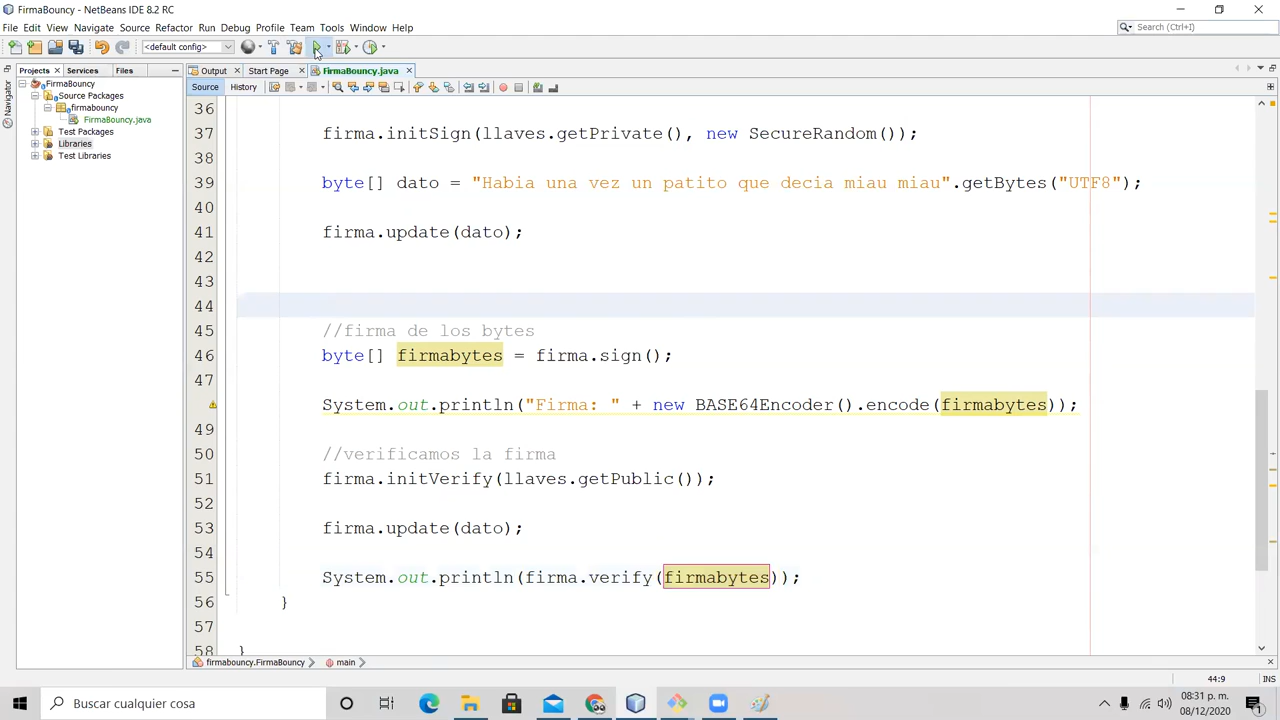 FirmaBouncy - NetBeans IDE 8.2 RC
File Edit View Navigate Source Refactor Run Debug Profile Team Tools Window Help
Search (Ctrl+I)
<default config>
Projects Services Files
Output Start Page FirmaBouncy.java
Source History
Navigator
FirmaBouncy
Source Packages
firmabouncy
FirmaBouncy.java
Test Packages
Libraries
Test Libraries
36
37 firma.initSign(llaves.getPrivate(), new SecureRandom());
38
39 byte[] dato = "Habia una vez un patito que decia miau miau".getBytes("UTF8");
40
41 firma.update(dato);
42
43
44
45 //firma de los bytes
46 byte[] firmabytes = firma.sign();
47
System.out.println("Firma: " + new BASE64Encoder().encode(firmabytes));
49
50 //verificamos la firma
51 firma.initVerify(llaves.getPublic());
52
53 firma.update(dato);
54
55 System.out.println(firma.verify(firmabytes));
56 }
57
58 }
firmabouncy.FirmaBouncy main
44:9 INS
Buscar cualquier cosa
08:31 p. m.
08/12/2020
1